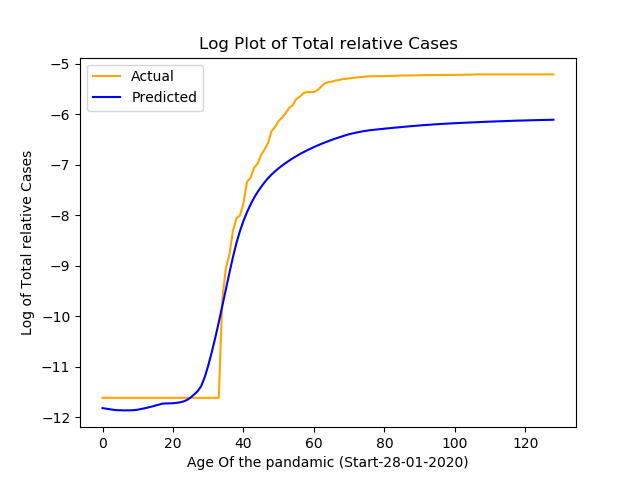 Log Plot of Total relative Cases
Actual
Predicted
−5
−6
−7
−8
−9
−10
−11
−12
Log of Total relative Cases
0 20 40 60 80 100 120
Age Of the pandamic (Start-28-01-2020)